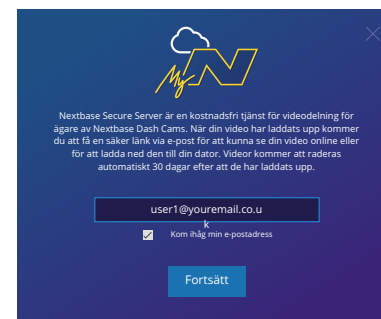 My N
Nextbase Secure Server är en kostnadsfri tjänst för videodelning för
ägare av Nextbase Dash Cams. När din video har laddats upp kommer
du att få en säker länk via e-post för att kunna se din video online eller
för att ladda ned den till din dator. Videor kommer att raderas
automatiskt 30 dagar efter att de har laddats upp.
user1@youremail.co.u
k
Kom ihåg min e-postadress
Fortsätt